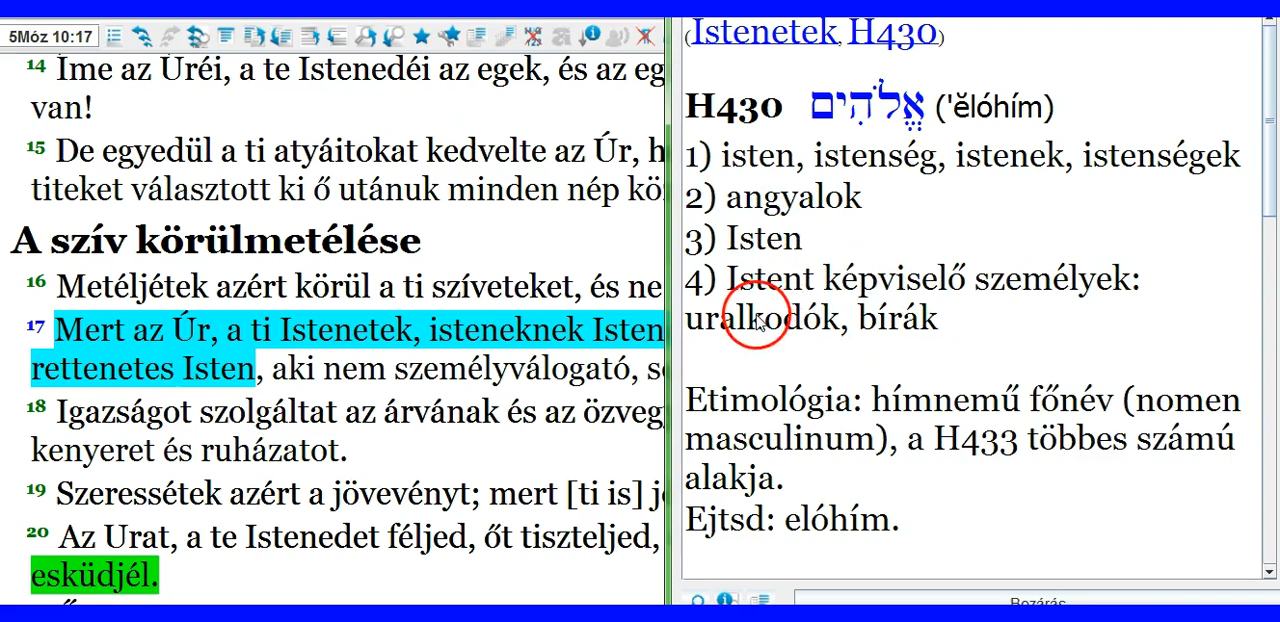 5Móz 10:17
14 Íme az Úréi, a te Istenedéi az egek, és az eg
van!
15 De egyedül a ti atyáitokat kedvelte az Úr, h
titeket választott ki ő utánuk minden nép kö
A szív körülmetélése
16 Metéljétek azért körül a ti szíveteket, és ne
17 Mert az Úr, a ti Istenetek, isteneknek Isten
rettenetes Isten, aki nem személyválogató, s
18 Igazságot szolgáltat az árvának és az özveg
kenyeret és ruházatot.
19 Szeressétek azért a jövevényt; mert [ti is] j
20 Az Urat, a te Istenedet féljed, őt tiszteljed,
esküdjél.
(Istenetek, H430)
H430 אֱלֹהִים ('ĕlóhím)
1) isten, istenség, istenek, istenségek
2) angyalok
3) Isten
4) Istent képviselő személyek:
uralkodók, bírák
Etimológia: hímnemű főnév (nomen
masculinum), a H433 többes számú
alakja.
Ejtsd: elóhím.
Bezárás